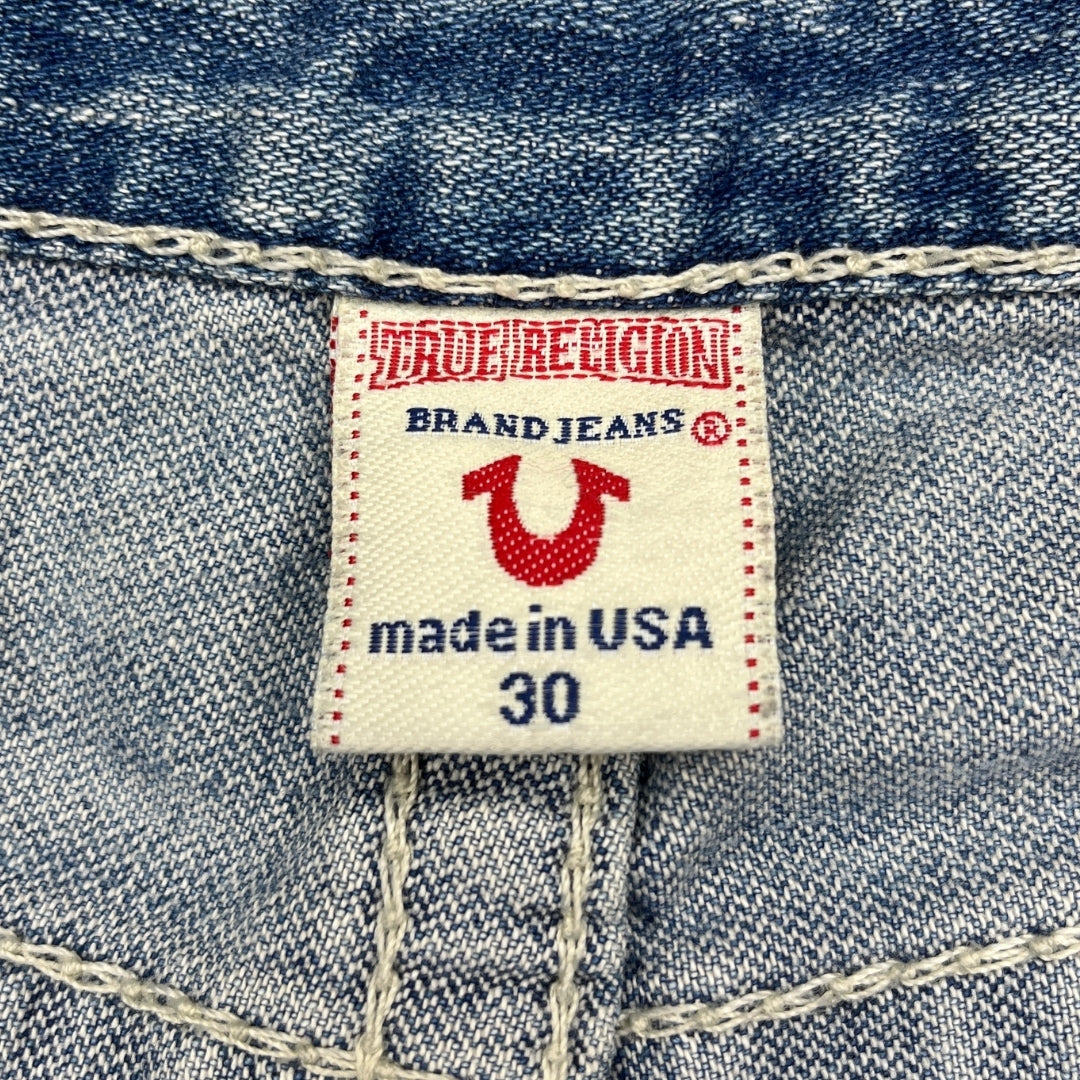 TRUE RELIGION
BRAND JEANS ®
made in USA
30